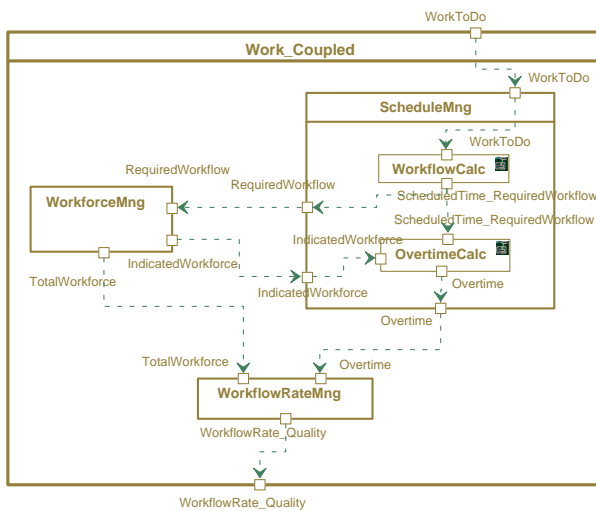 WorkToDo
Work_Coupled
WorkToDo
ScheduleMng
WorkToDo
RequiredWorkflow
WorkflowCalc
RequiredWorkflow
ScheduledTime_RequiredWorkflow
WorkforceMng
ScheduledTime_RequiredWorkflow
IndicatedWorkforce
OvertimeCalc
IndicatedWorkforce
TotalWorkforce
Overtime
IndicatedWorkforce
Overtime
TotalWorkforce
Overtime
WorkflowRateMng
WorkflowRate_Quality
WorkflowRate_Quality